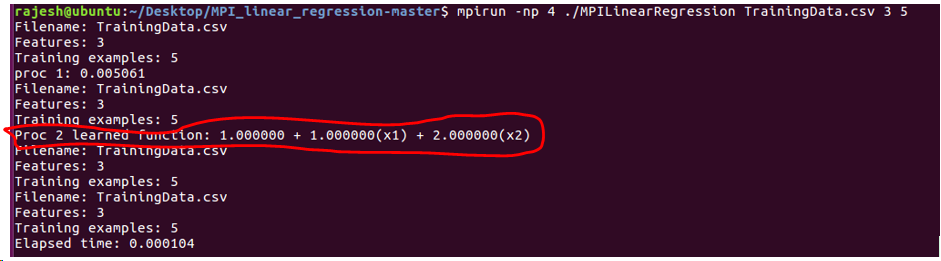 rajesh@ubuntu:~/Desktop/MPI_linear_regression-master$ mpirun -np 4 ./MPILinearRegression TrainingData.csv 3 5
Filename: TrainingData.csv
Features: 3
Training examples: 5
proc 1: 0.005061
Filename: TrainingData.csv
Features: 3
Training examples: 5
Proc 2 learned function: 1.000000 + 1.000000(x1) + 2.000000(x2)
Filename: TrainingData.csv
Features: 3
Training examples: 5
Filename: TrainingData.csv
Features: 3
Training examples: 5
Elapsed time: 0.000104